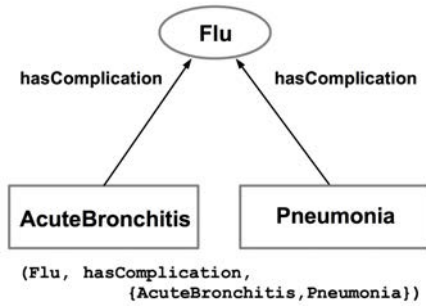 Flu
hasComplication hasComplication
AcuteBronchitis Pneumonia
(Flu, hasComplication,
{AcuteBronchitis,Pneumonia})